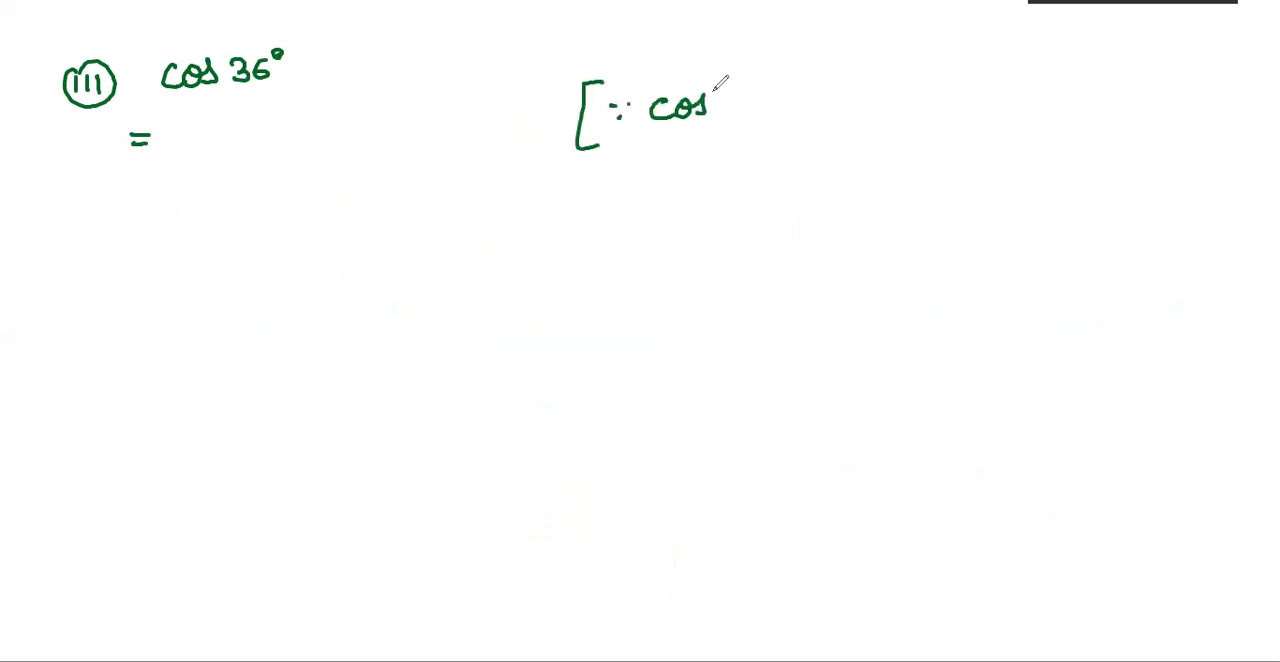 (iii) cos 36°
=
[∵ cos